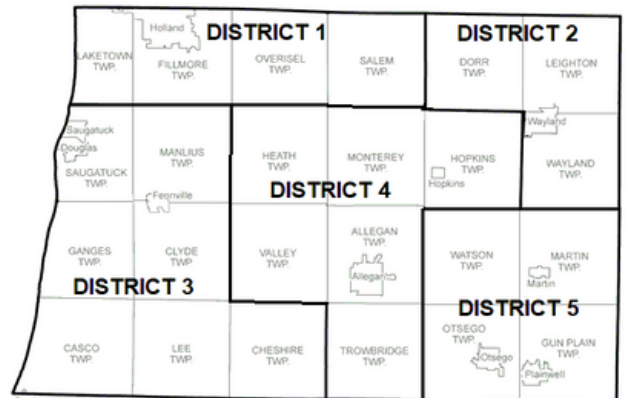 DISTRICT 1
Holland
LAKETOWN
TWP.
FILLMORE
TWP.
OVERISEL
TWP.
SALEM
TWP.
DISTRICT 2
DORR
TWP.
LEIGHTON
TWP.
Wayland
WAYLAND
TWP.
Saugatuck
Douglas
SAUGATUCK
TWP.
MANLIUS
TWP.
Fennville
GANGES
TWP.
CLYDE
TWP.
DISTRICT 3
CASCO
TWP.
LEE
TWP.
CHESHIRE
TWP.
HEATH
TWP.
MONTEREY
TWP.
HOPKINS
TWP.
Hopkins
DISTRICT 4
VALLEY
TWP.
ALLEGAN
TWP.
Allegan
TROWBRIDGE
TWP.
WATSON
TWP.
MARTIN
TWP.
Martin
DISTRICT 5
OTSEGO
TWP.
Otsego
GUN PLAIN
TWP.
Plainwell